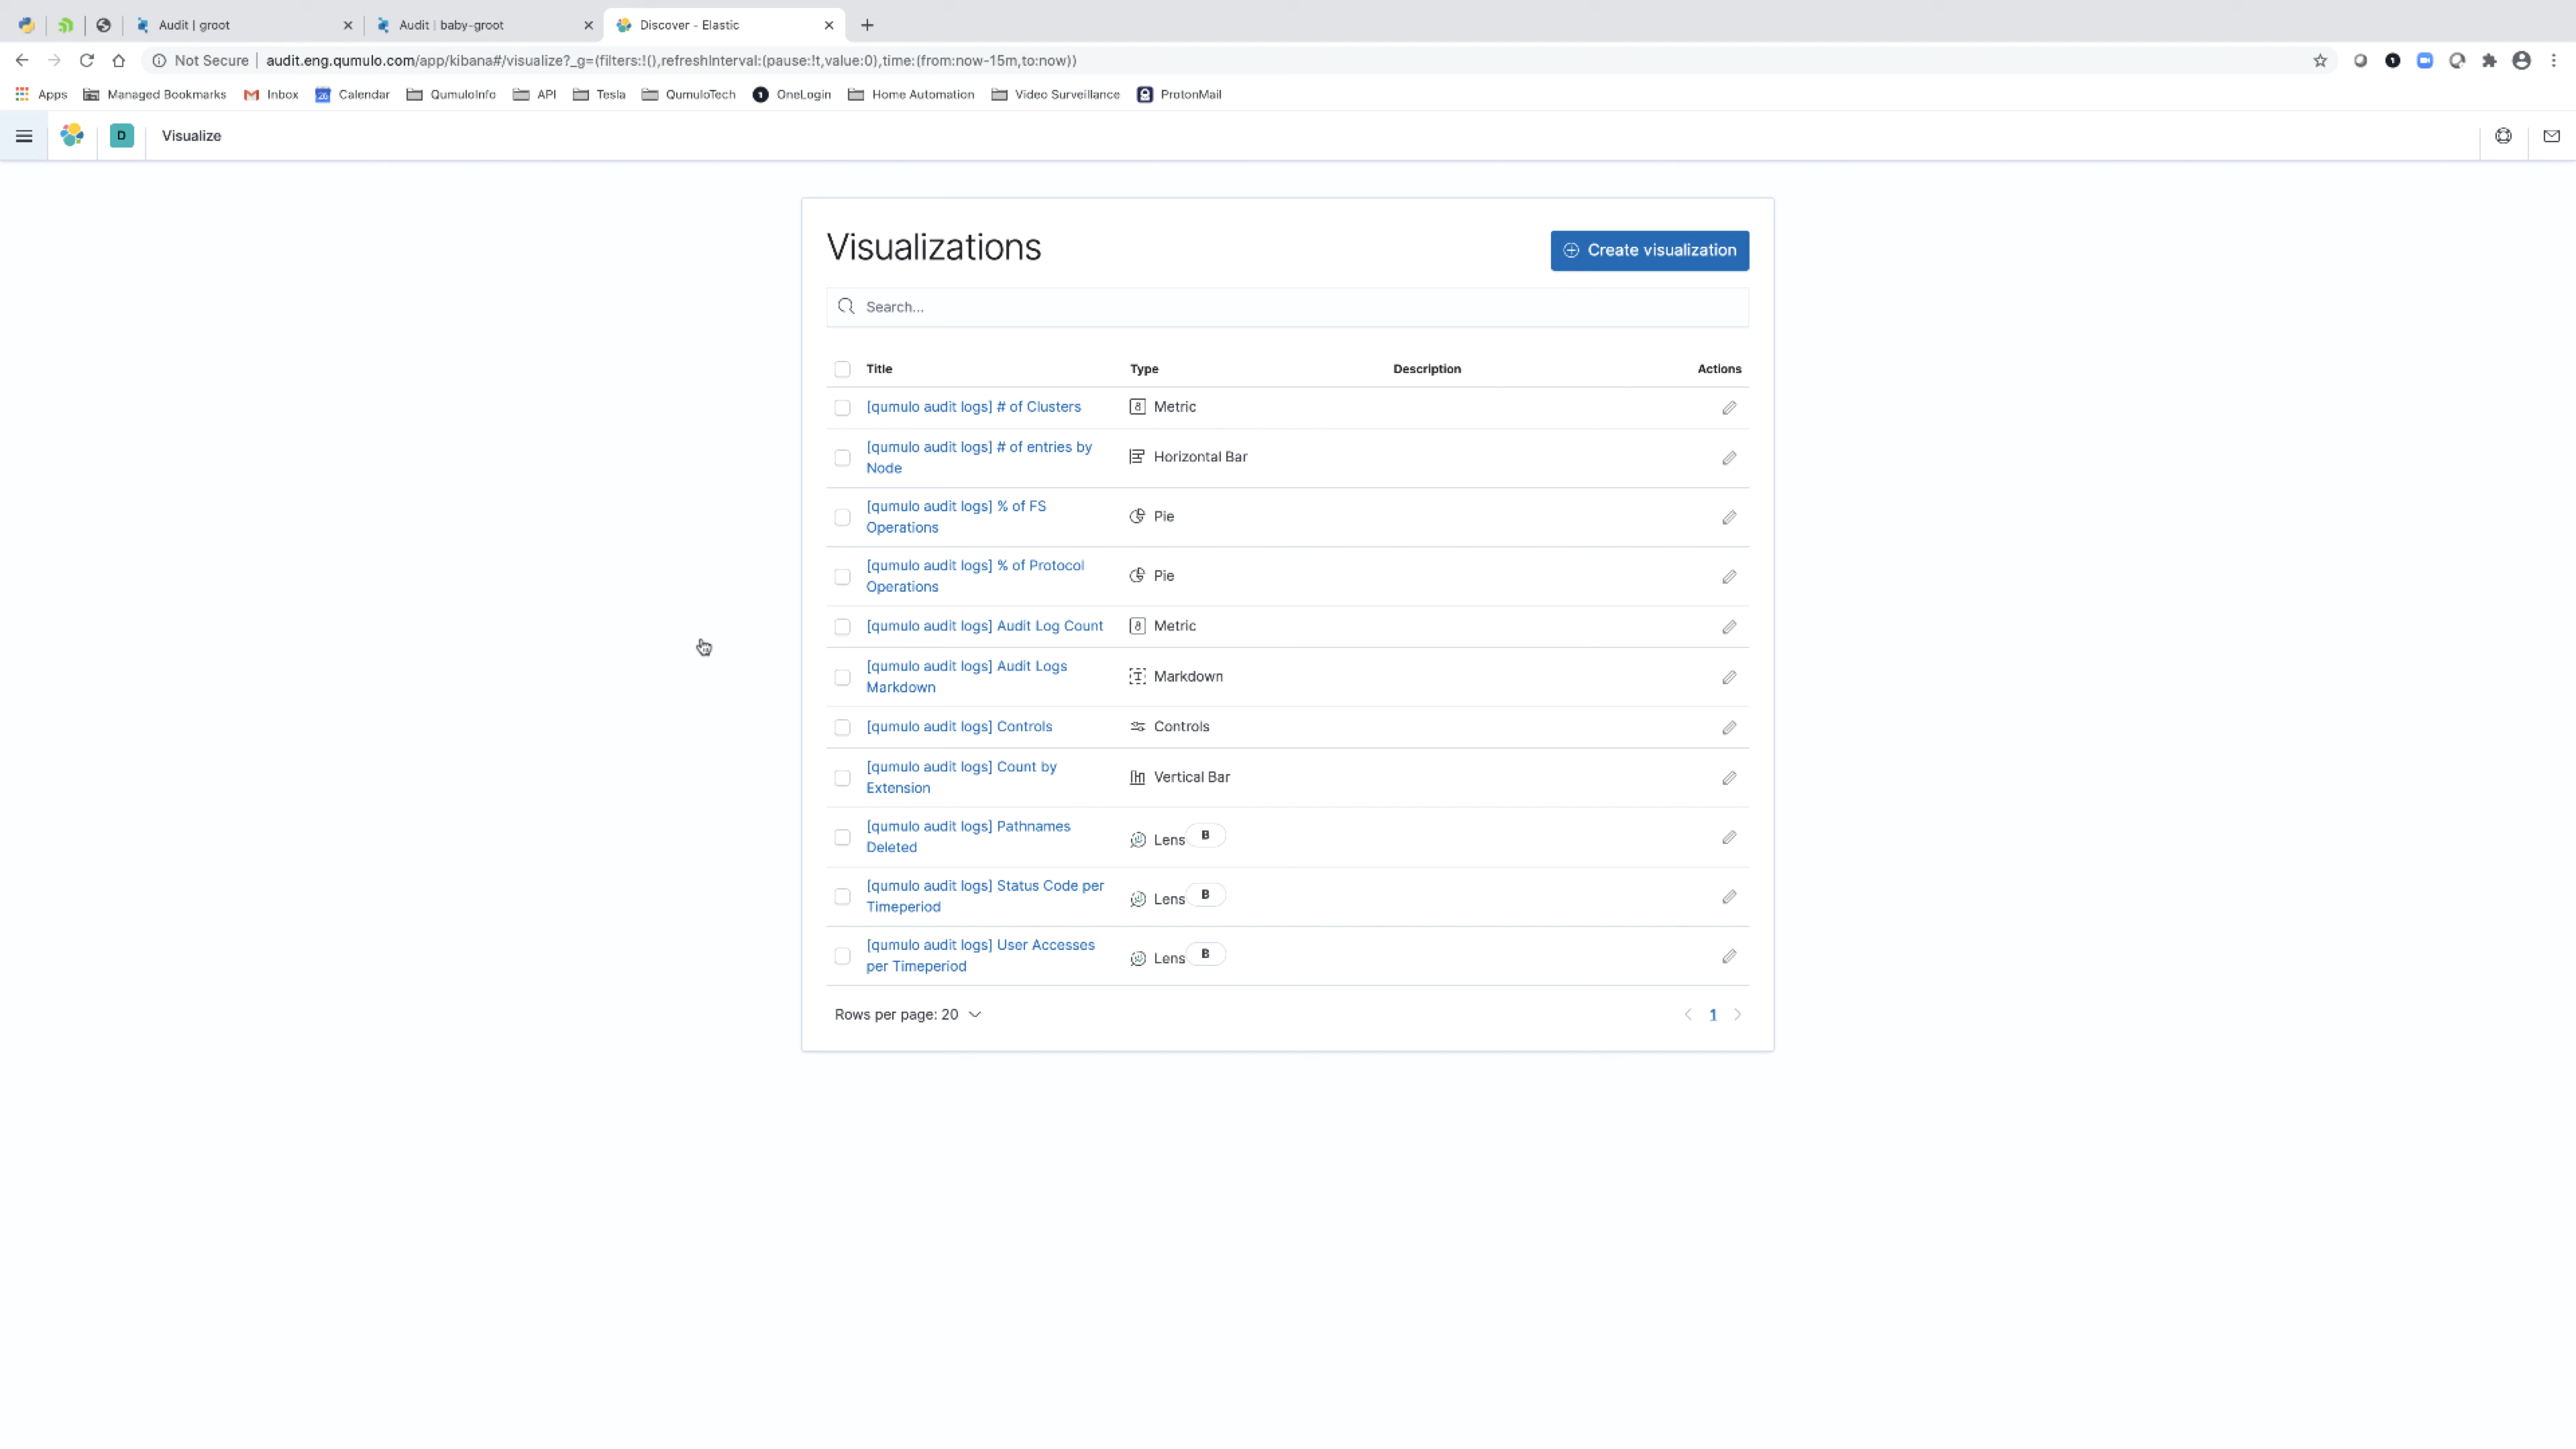 Audit | groot
Audit | baby-groot
Discover - Elastic
Not Secure | audit.eng.qumulo.com/app/kibana#/visualize?_g=(filters:!(),refreshInterval:(pause:!t,value:0),time:(from:now-15m,to:now))
Apps Managed Bookmarks Inbox 26 Calendar QumuloInfo API Tesla QumuloTech 1 OneLogin Home Automation Video Surveillance ProtonMail
D Visualize
Visualizations
Create visualization
Search...
Title Type Description Actions
[qumulo audit logs] # of Clusters 8 Metric
[qumulo audit logs] # of entries by
Node
Horizontal Bar
[qumulo audit logs] % of FS
Operations
Pie
[qumulo audit logs] % of Protocol
Operations
Pie
[qumulo audit logs] Audit Log Count 8 Metric
[qumulo audit logs] Audit Logs
Markdown
T Markdown
[qumulo audit logs] Controls Controls
[qumulo audit logs] Count by
Extension
Vertical Bar
[qumulo audit logs] Pathnames
Deleted
Lens B
[qumulo audit logs] Status Code per
Timeperiod
Lens B
[qumulo audit logs] User Accesses
per Timeperiod
Lens B
Rows per page: 20
1